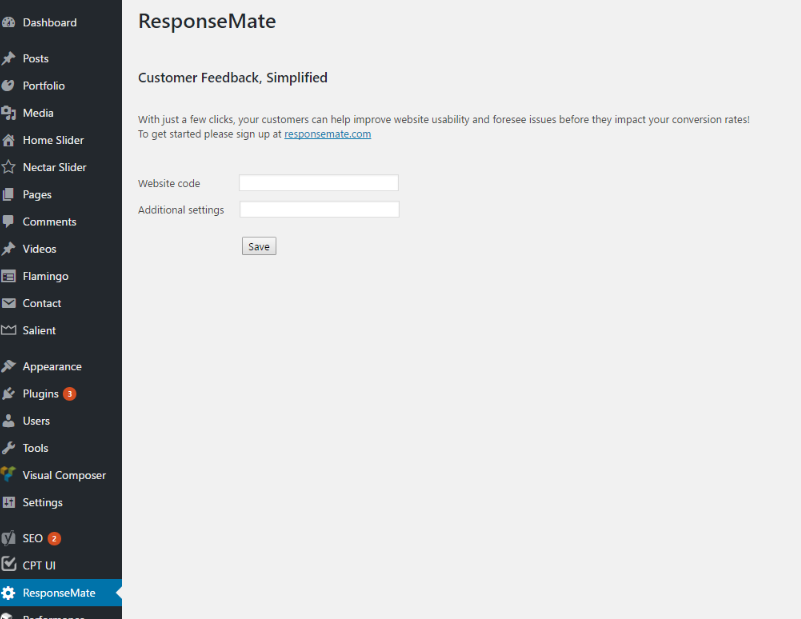 Dashboard
Posts
Portfolio
Media
Home Slider
Nectar Slider
Pages
Comments
Videos
Flamingo
Contact
Salient
Appearance
Plugins 3
Users
Tools
Visual Composer
Settings
SEO 2
CPT UI
ResponseMate
Performance
ResponseMate
Customer Feedback, Simplified
With just a few clicks, your customers can help improve website usability and foresee issues before they impact your conversion rates!
To get started please sign up at responsemate.com
Website code
Additional settings
Save